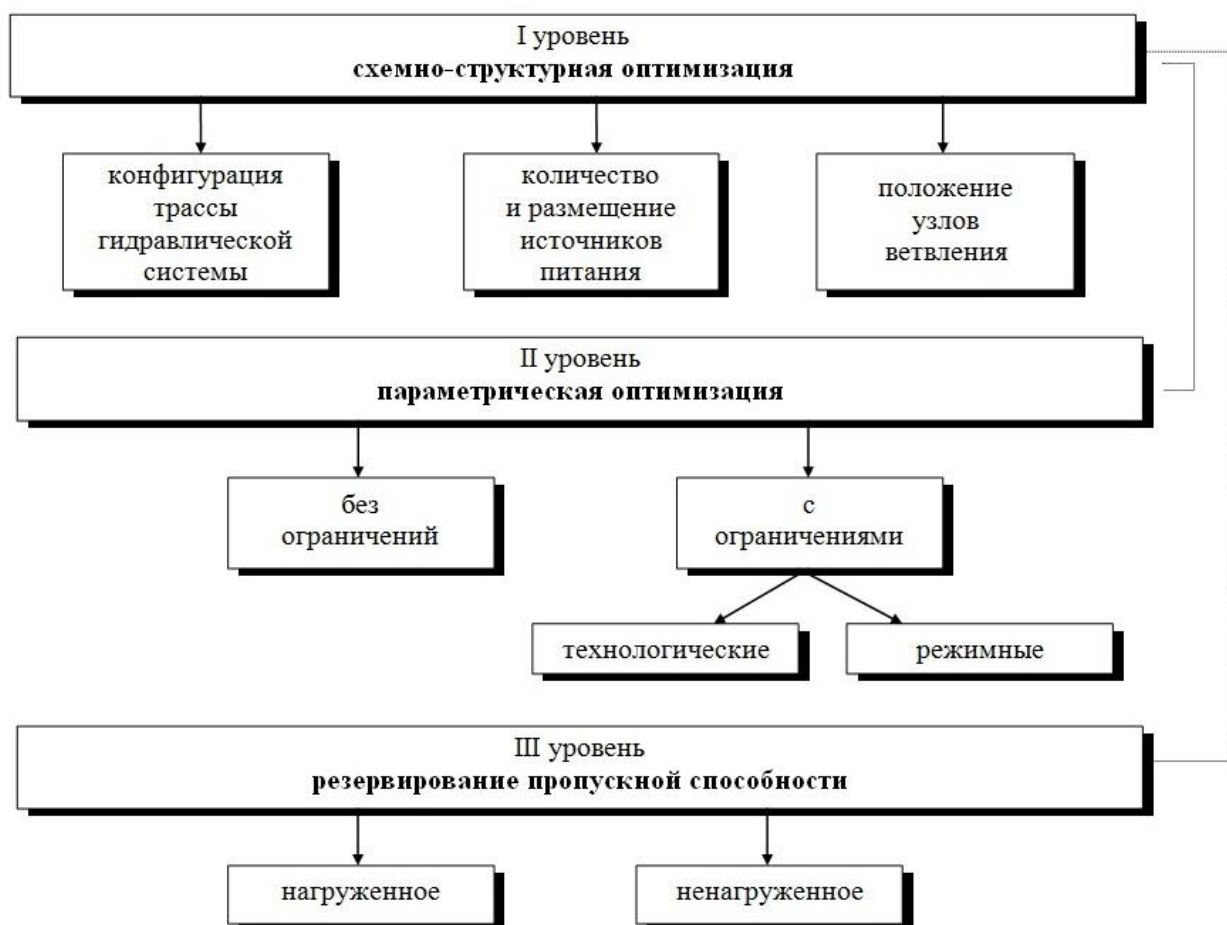 I уровень
схемно-структурная оптимизация
конфигурация
трассы
гидравлической
системы
количество
и размещение
источников
питания
положение
узлов
ветвления
II уровень
параметрическая оптимизация
без
ограничений
с
ограничениями
технологические
режимные
III уровень
резервирование пропускной способности
нагруженное
ненагруженное